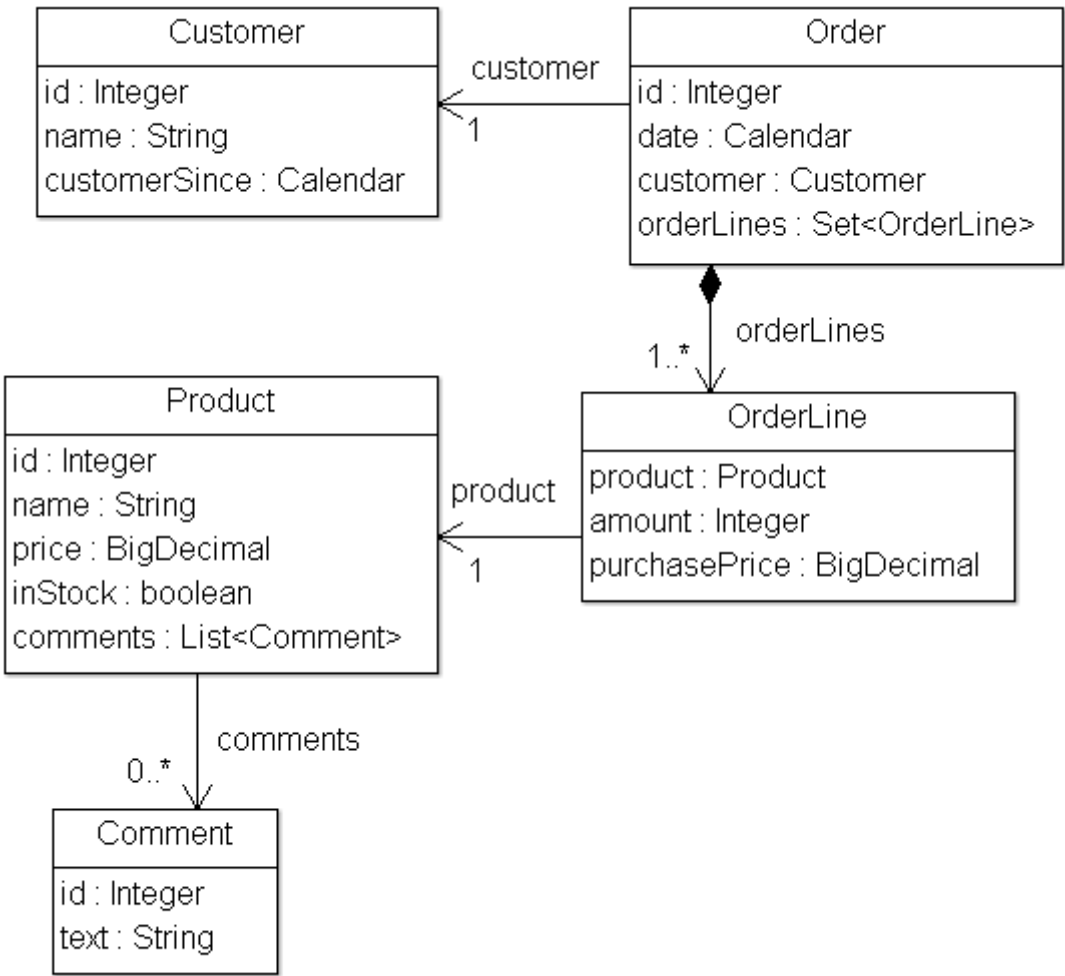 Customer
id : Integer
name : String
customerSince : Calendar
customer
1
Order
id : Integer
date : Calendar
customer : Customer
orderLines : Set<OrderLine>
orderLines
1..*
Product
id : Integer
name : String
price : BigDecimal
inStock : boolean
comments : List<Comment>
product
1
OrderLine
product : Product
amount : Integer
purchasePrice : BigDecimal
comments
0..*
Comment
id : Integer
text : String